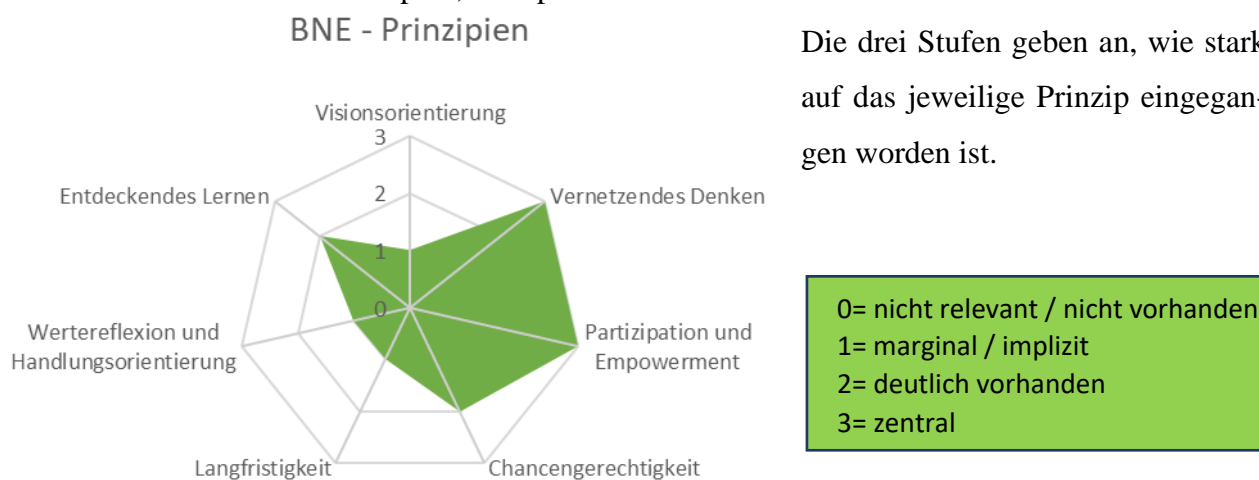 BNE - Prinzipien
Die drei Stufen geben an, wie stark
auf das jeweilige Prinzip eingegan-
gen worden ist.
Visionsorientierung
3
Entdeckendes Lernen
2
Vernetzendes Denken
1
0
Wertereflexion und
Handlungsorientierung
Partizipation und
Empowerment
Langfristigkeit
Chancengerechtigkeit
0= nicht relevant / nicht vorhanden
1= marginal / implizit
2= deutlich vorhanden
3= zentral